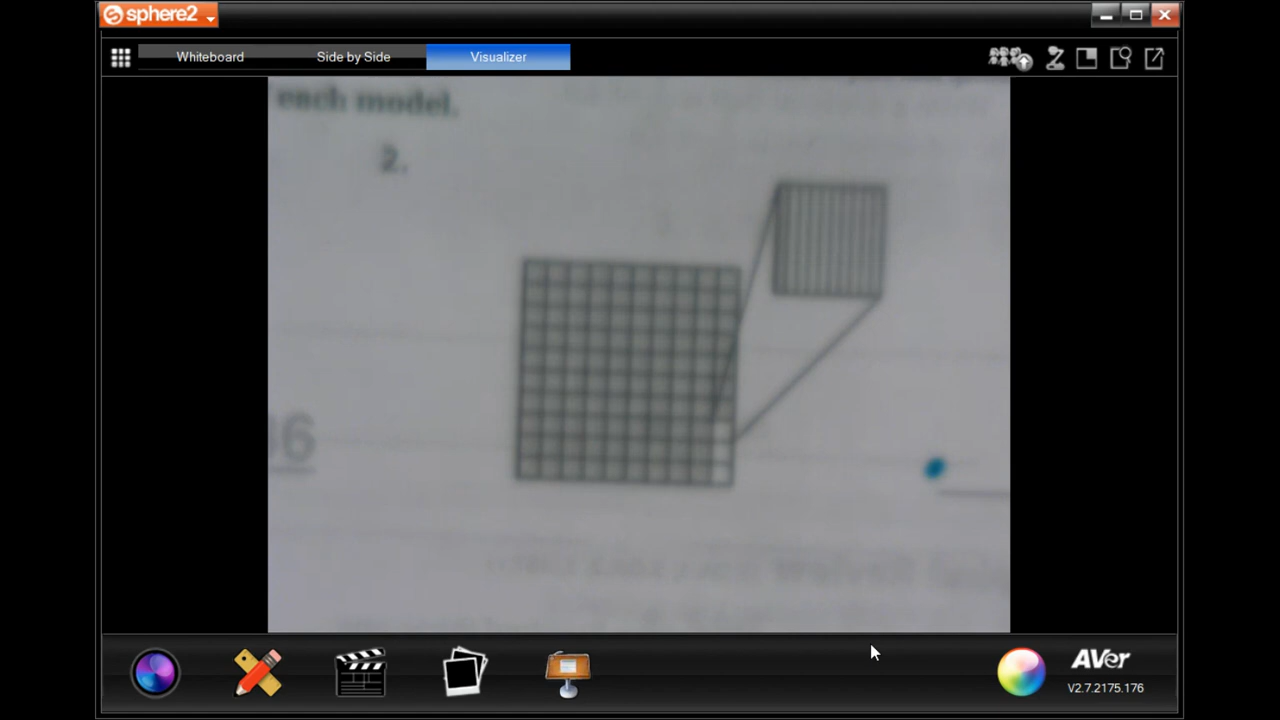 sphere2
Whiteboard
Side by Side
Visualizer
each model.
2.
46
AVer
V2.7.2175.176